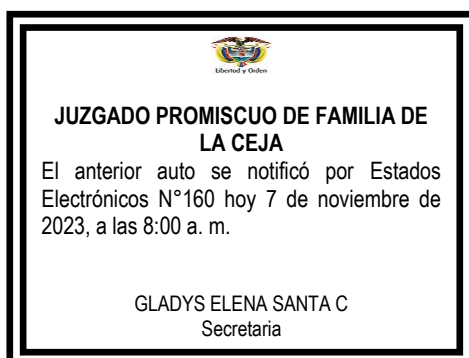 Libertad y Orden
JUZGADO PROMISCUO DE FAMILIA DE
LA CEJA
El anterior auto se notificó por Estados
Electrónicos N°160 hoy 7 de noviembre de
2023, a las 8:00 a. m.
GLADYS ELENA SANTA C
Secretaria